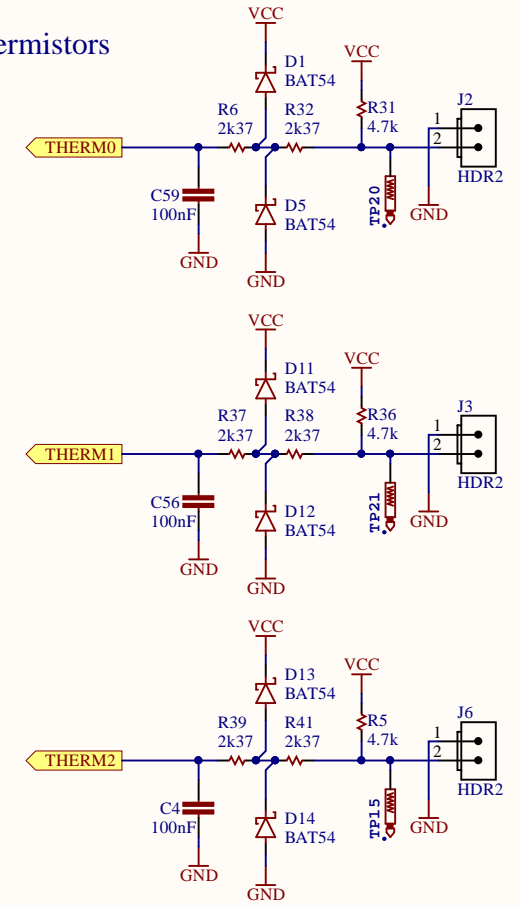 ermistors
VCC
D1
BAT54
VCC
R6
2k37
R32
2k37
R31
4.7k
J2
1
2
HDR2
THERM0
C59
100nF
GND
D5
BAT54
GND
TP20
GND
VCC
D11
BAT54
VCC
R37
2k37
R38
2k37
R36
4.7k
J3
1
2
HDR2
THERM1
C56
100nF
GND
D12
BAT54
GND
TP21
GND
VCC
D13
BAT54
VCC
R39
2k37
R41
2k37
R5
4.7k
J6
1
2
HDR2
THERM2
C4
100nF
GND
D14
BAT54
GND
TP15
GND